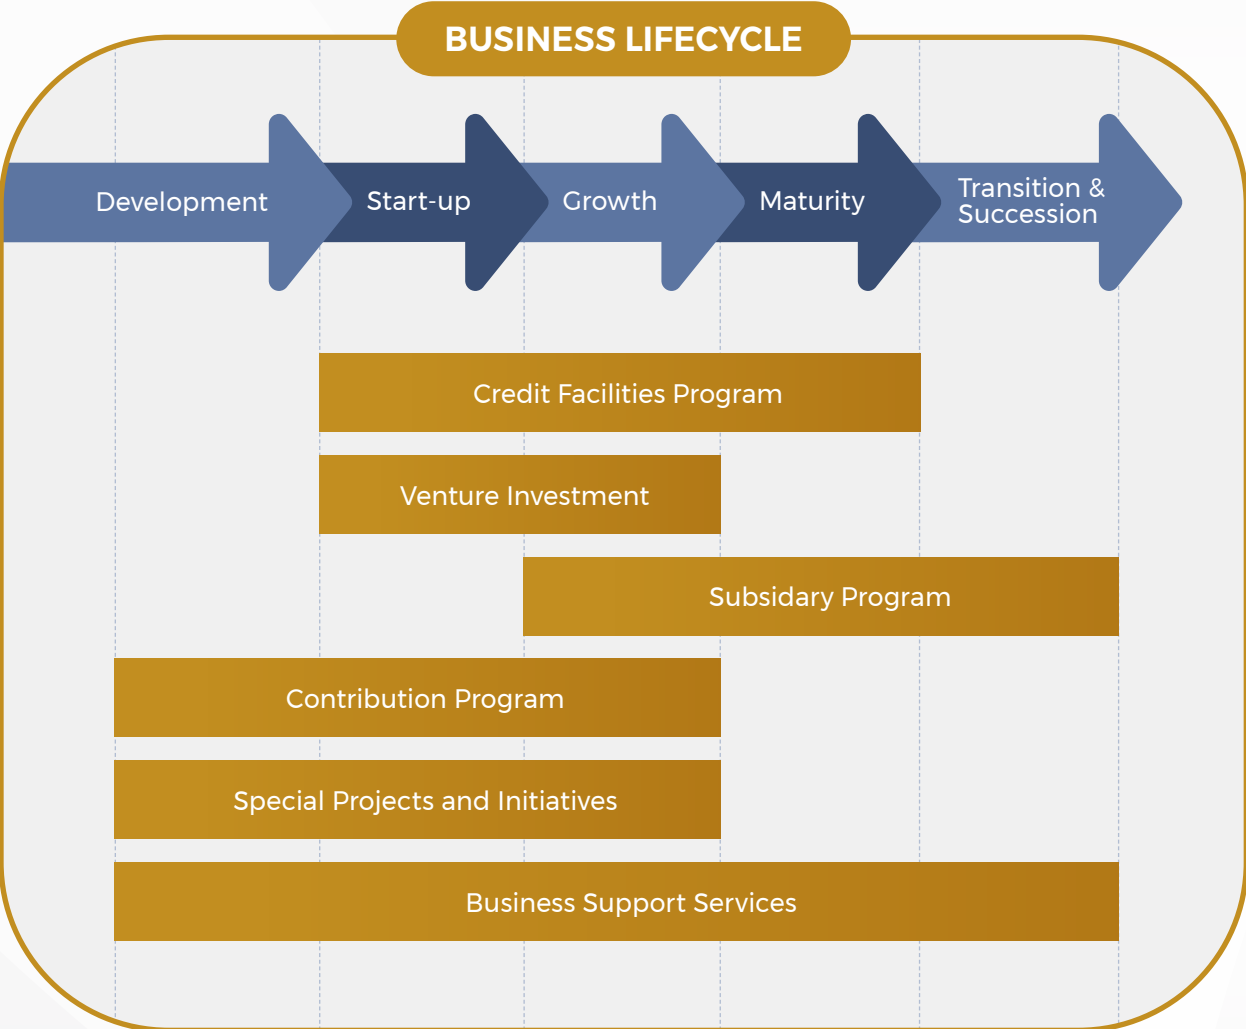 BUSINESS LIFECYCLE
Development
Start-up
Growth
Maturity
Transition &
Succession
Credit Facilities Program
Venture Investment
Subsidary Program
Contribution Program
Special Projects and Initiatives
Business Support Services